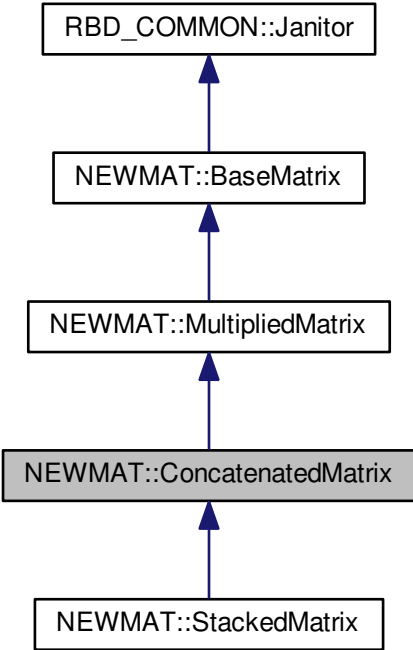 RBD_COMMON::Janitor
NEWMAT::BaseMatrix
NEWMAT::MultipliedMatrix
NEWMAT::ConcatenatedMatrix
NEWMAT::StackedMatrix